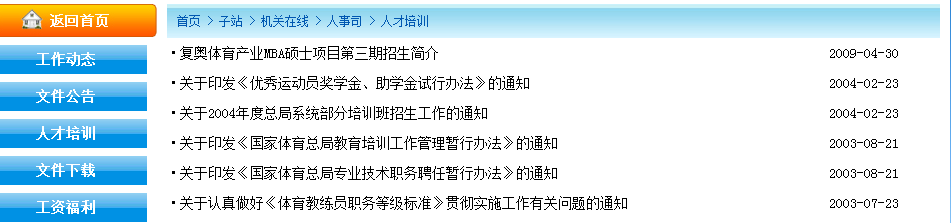 返回首页
工作动态
文件公告
人才培训
文件下载
工资福利
首页 > 子站 > 机关在线 > 人事司 > 人才培训
·复奥体育产业MBA硕士项目第三期招生简介 2009-04-30
·关于印发《优秀运动员奖学金、助学金试行办法》的通知 2004-02-23
·关于2004年度总局系统部分培训班招生工作的通知 2004-02-23
·关于印发《国家体育总局教育培训工作管理暂行办法》的通知 2003-08-21
·关于印发《国家体育总局专业技术职务聘任暂行办法》的通知 2003-08-21
·关于认真做好《体育教练员职务等级标准》贯彻实施工作有关问题的通知 2003-07-23